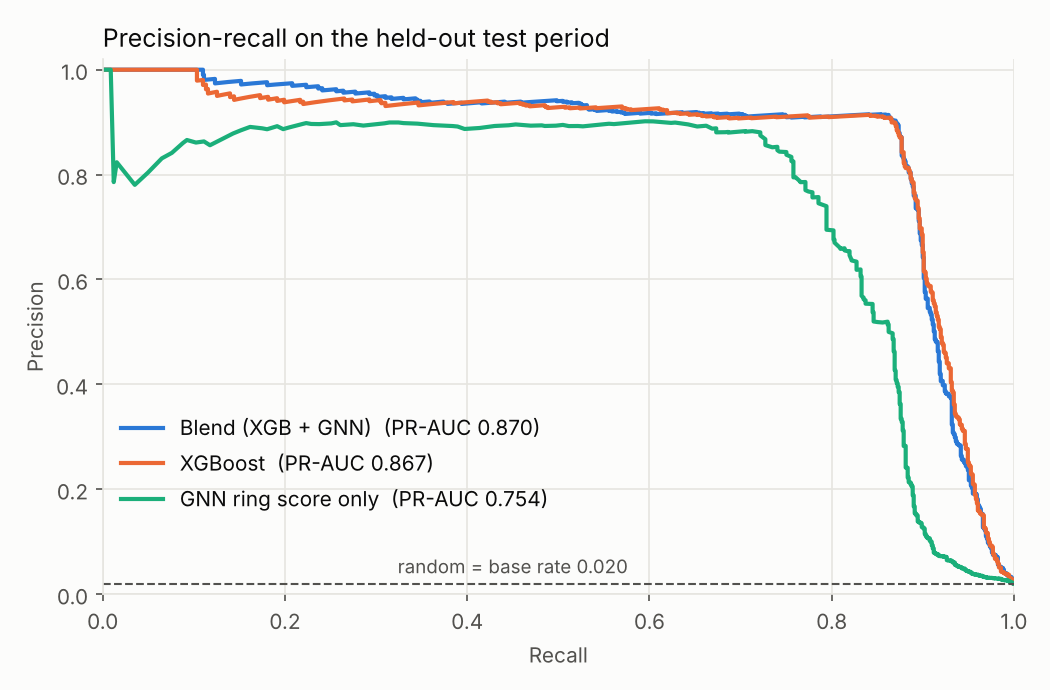 Precision-recall on the held-out test period
1.0
0.8
0.6
0.4
0.2
0.0
Precision
Blend (XGB + GNN) (PR-AUC 0.870)
XGBoost (PR-AUC 0.867)
GNN ring score only (PR-AUC 0.754)
random = base rate 0.020
0.0 0.2 0.4 0.6 0.8 1.0
Recall